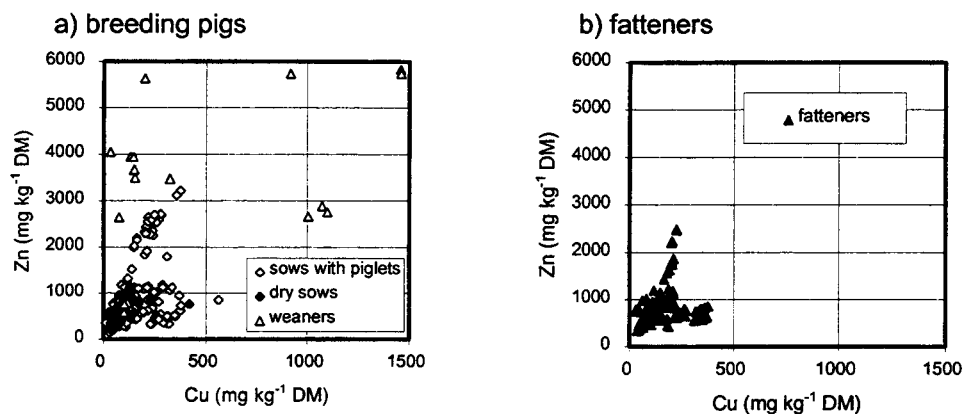 a) breeding pigs
Zn (mg kg⁻¹ DM)
6000
5000
4000
3000
2000
1000
0
0 500 1000 1500
Cu (mg kg⁻¹ DM)
sows with piglets
dry sows
weaners
b) fatteners
Zn (mg kg⁻¹ DM)
6000
5000
4000
3000
2000
1000
0
0 500 1000 1500
Cu (mg kg⁻¹ DM)
fatteners